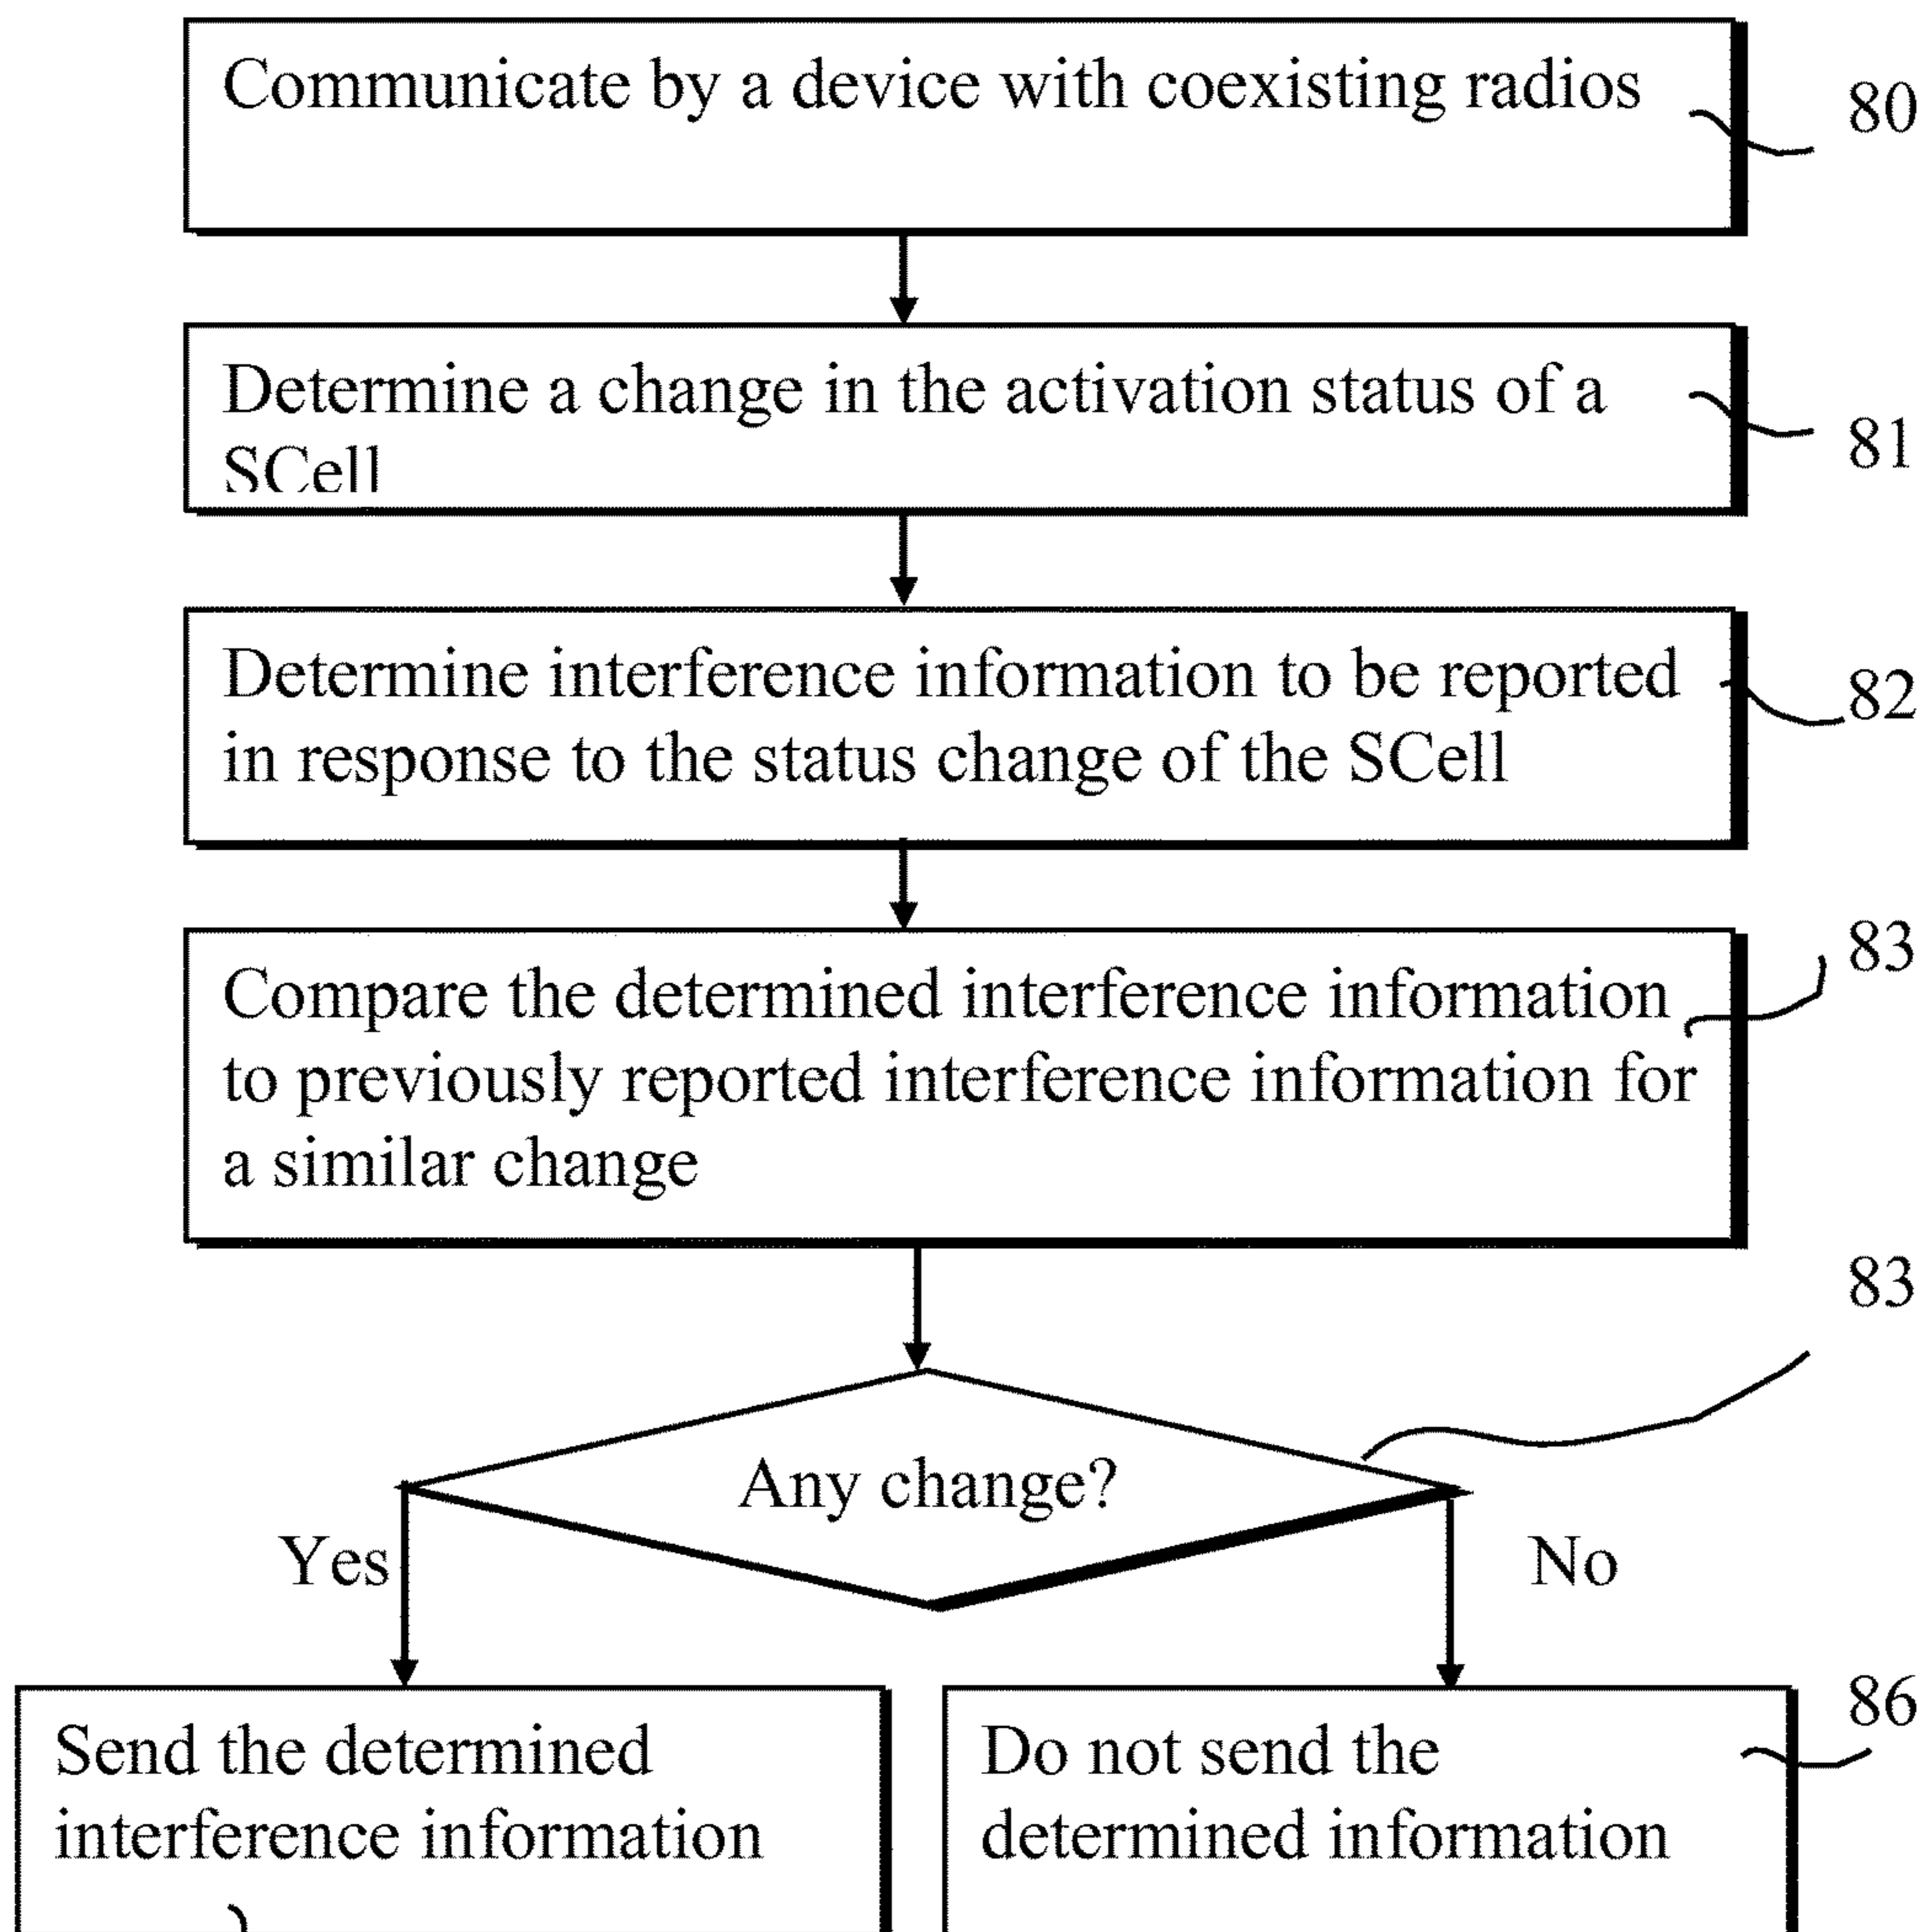 Communicate by a device with coexisting radios
80
Determine a change in the activation status of a
SCell
81
Determine interference information to be reported
in response to the status change of the SCell
82
Compare the determined interference information
to previously reported interference information for
a similar change
83
83
Any change?
Yes
No
Send the determined
interference information
Do not send the
determined information
86